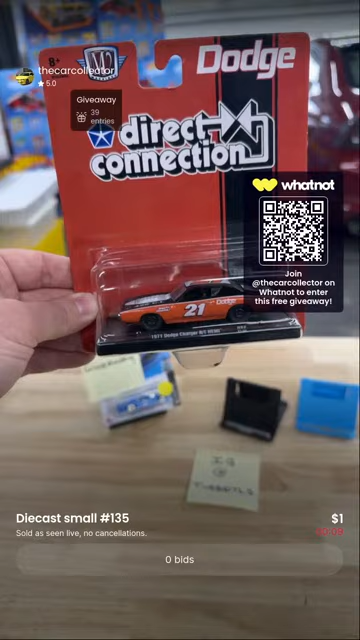 thecarcollector
★ 5.0
Giveaway
39
entries
Dodge
direct
connection
whatnot
Join
@thecarcollector on
Whatnot to enter
this free giveaway!
21
Dodge
1971 Dodge Charger R/T HEMI
Diecast small #135
$1
Sold as seen live, no cancellations.
0 bids